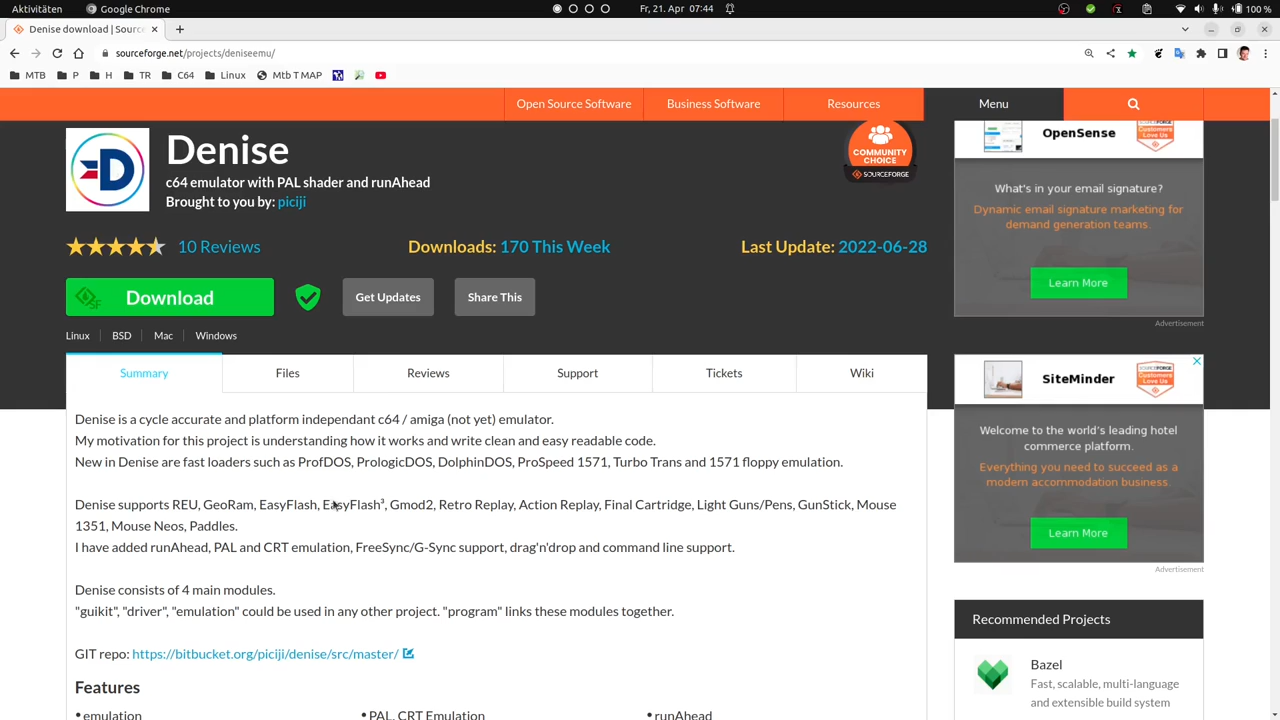 Aktivitäten
Google Chrome
Fr, 21. Apr 07:44
100 %
Denise download | Source
sourceforge.net/projects/deniseemu/
MTB
P
H
TR
C64
Linux
Mtb T MAP
Open Source Software
Business Software
Resources
Menu
Denise
c64 emulator with PAL shader and runAhead
Brought to you by: piciji
COMMUNITY
CHOICE
SOURCEFORGE
10 Reviews
Downloads: 170 This Week
Last Update: 2022-06-28
SF
Download
Get Updates
Share This
Linux
BSD
Mac
Windows
Summary
Files
Reviews
Support
Tickets
Wiki
Denise is a cycle accurate and platform independant c64 / amiga (not yet) emulator.
My motivation for this project is understanding how it works and write clean and easy readable code.
New in Denise are fast loaders such as ProfDOS, PrologicDOS, DolphinDOS, ProSpeed 1571, Turbo Trans and 1571 floppy emulation.
Denise supports REU, GeoRam, EasyFlash, EasyFlash³, Gmod2, Retro Replay, Action Replay, Final Cartridge, Light Guns/Pens, GunStick, Mouse
1351, Mouse Neos, Paddles.
I have added runAhead, PAL and CRT emulation, FreeSync/G-Sync support, drag'n'drop and command line support.
Denise consists of 4 main modules.
"guikit", "driver", "emulation" could be used in any other project. "program" links these modules together.
GIT repo: https://bitbucket.org/piciji/denise/src/master/
Features
• emulation
• PAL, CRT Emulation
• runAhead
OpenSense
Customers
Love Us
What's in your email signature?
Dynamic email signature marketing for
demand generation teams.
Learn More
Advertisement
SiteMinder
Customers
Love Us
Welcome to the world's leading hotel
commerce platform.
Everything you need to succeed as a
modern accommodation business.
Learn More
Advertisement
Recommended Projects
Bazel
Fast, scalable, multi-language
and extensible build system